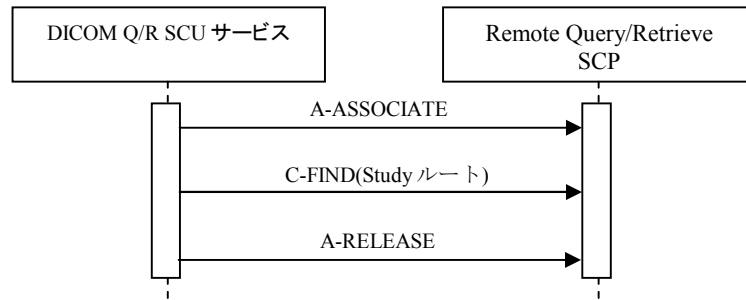 DICOM Q/R SCU サービス
Remote Query/Retrieve
SCP
A-ASSOCIATE
C-FIND(Study ルート)
A-RELEASE